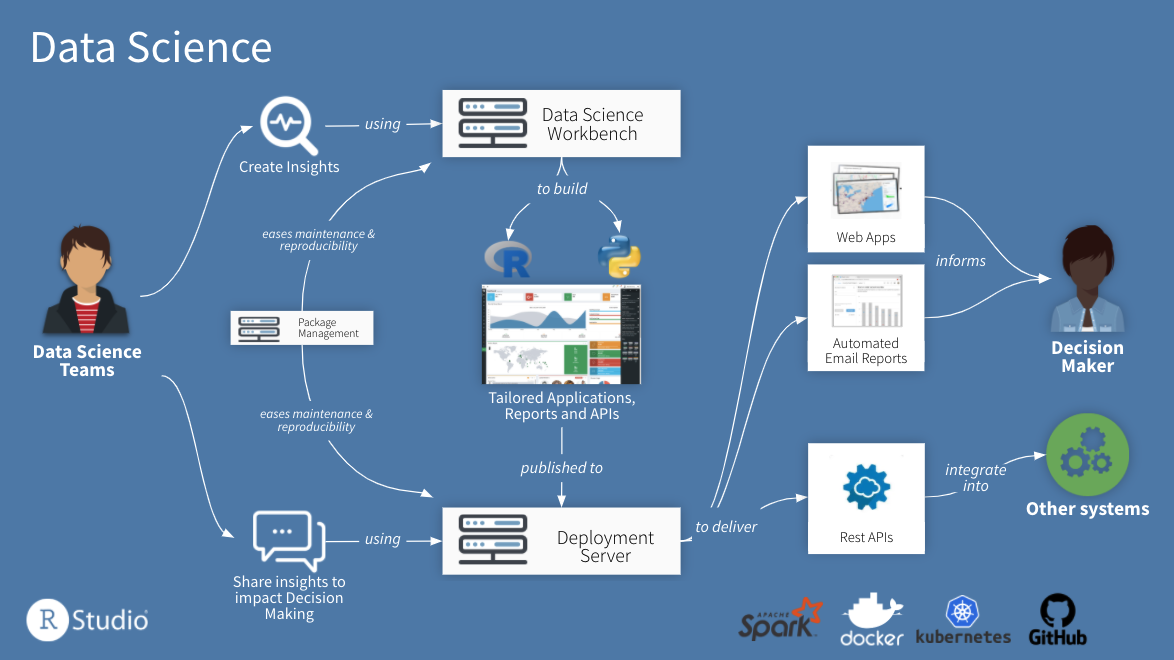 Data Science
Create Insights
using
Data Science
Workbench
to build
eases maintenance &
reproducibility
Package
Management
Data Science
Teams
eases maintenance &
reproducibility
R
Tailored Applications,
Reports and APIs
published to
Share insights to
impact Decision
Making
using
Deployment
Server
to deliver
Web Apps
Automated
Email Reports
Rest APIs
informs
Decision
Maker
integrate
into
Other systems
R Studio
APACHE
Spark
docker
kubernetes
GitHub